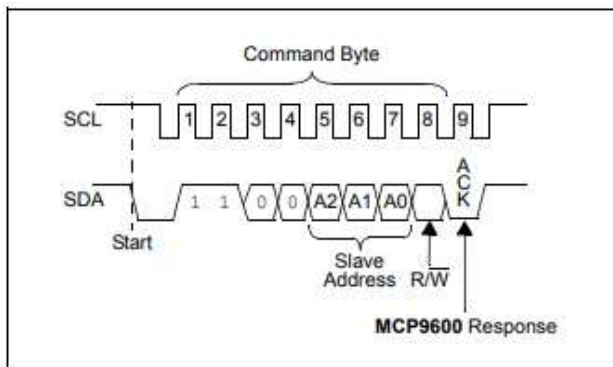 Command Byte
SCL 1 2 3 4 5 6 7 8 9
SDA 1 1 0 0 A2 A1 A0 ACK
Start
Slave
Address
R/W̅
MCP9600 Response